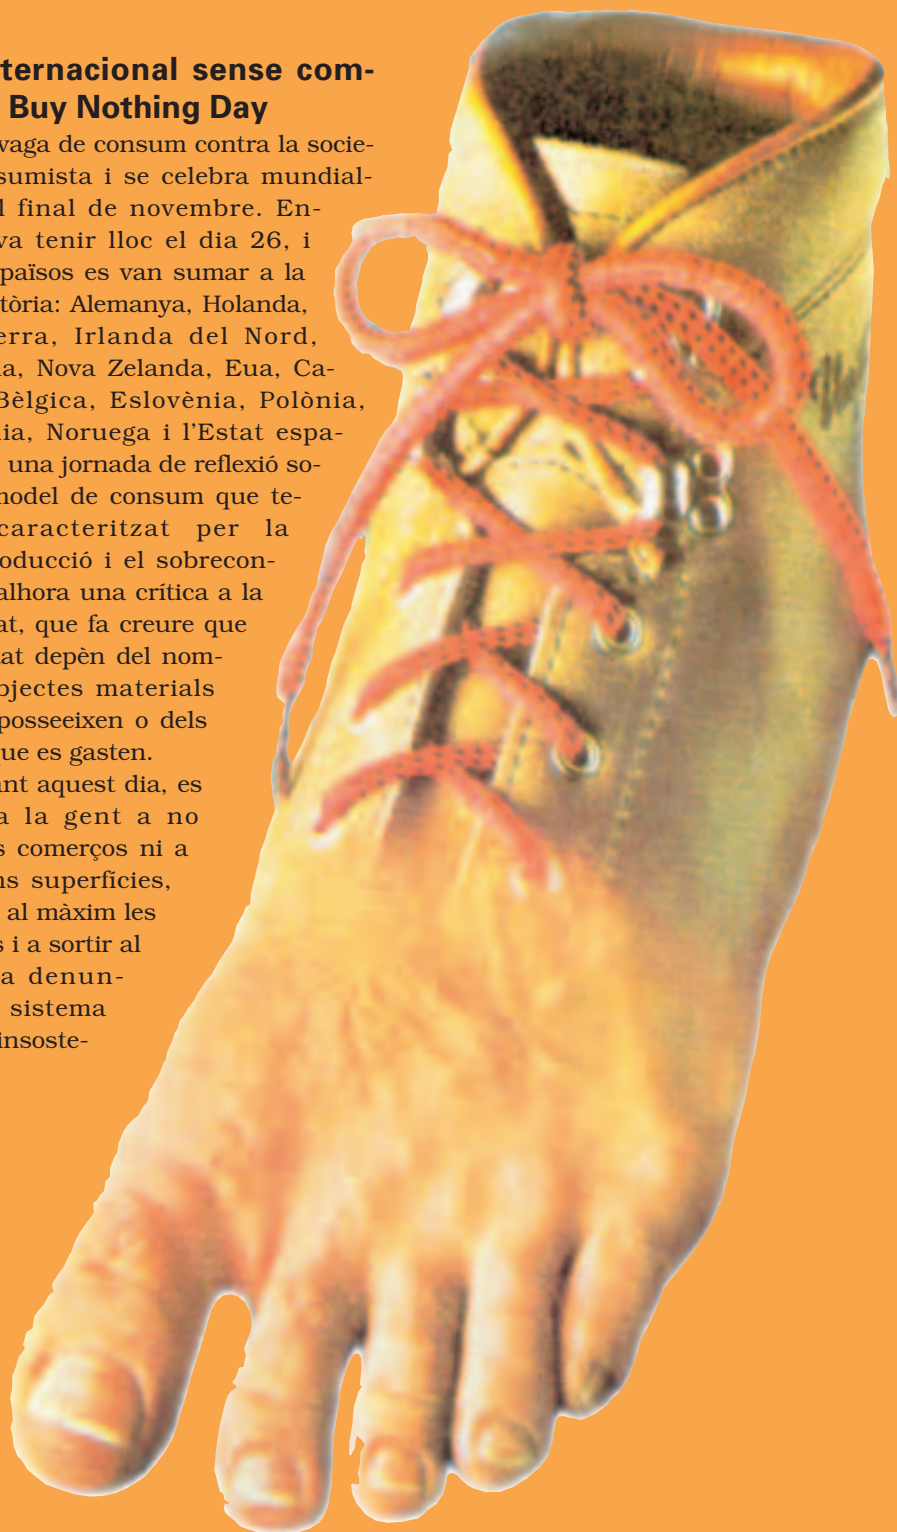 ternacional sense com-
Buy Nothing Day
vaga de consum contra la socie-
sumista i se celebra mundial-
l final de novembre. En-
va tenir lloc el dia 26, i
països es van sumar a la
tòria: Alemanya, Holanda,
erra, Irlanda del Nord,
ia, Nova Zelanda, Eua, Ca-
Bèlgica, Eslovènia, Polònia,
ia, Noruega i l'Estat espa-
una jornada de reflexió so-
model de consum que te-
caracteritzat per la
oducció i el sobrecon-
alhora una crítica a la
at, que fa creure que
tat depèn del nom-
bjectes materials
posseeixen o dels
que es gasten.
ant aquest dia, es
a la gent a no
s comerços ni a
ns superfícies,
al màxim les
s i a sortir al
a denun-
sistema
insoste-